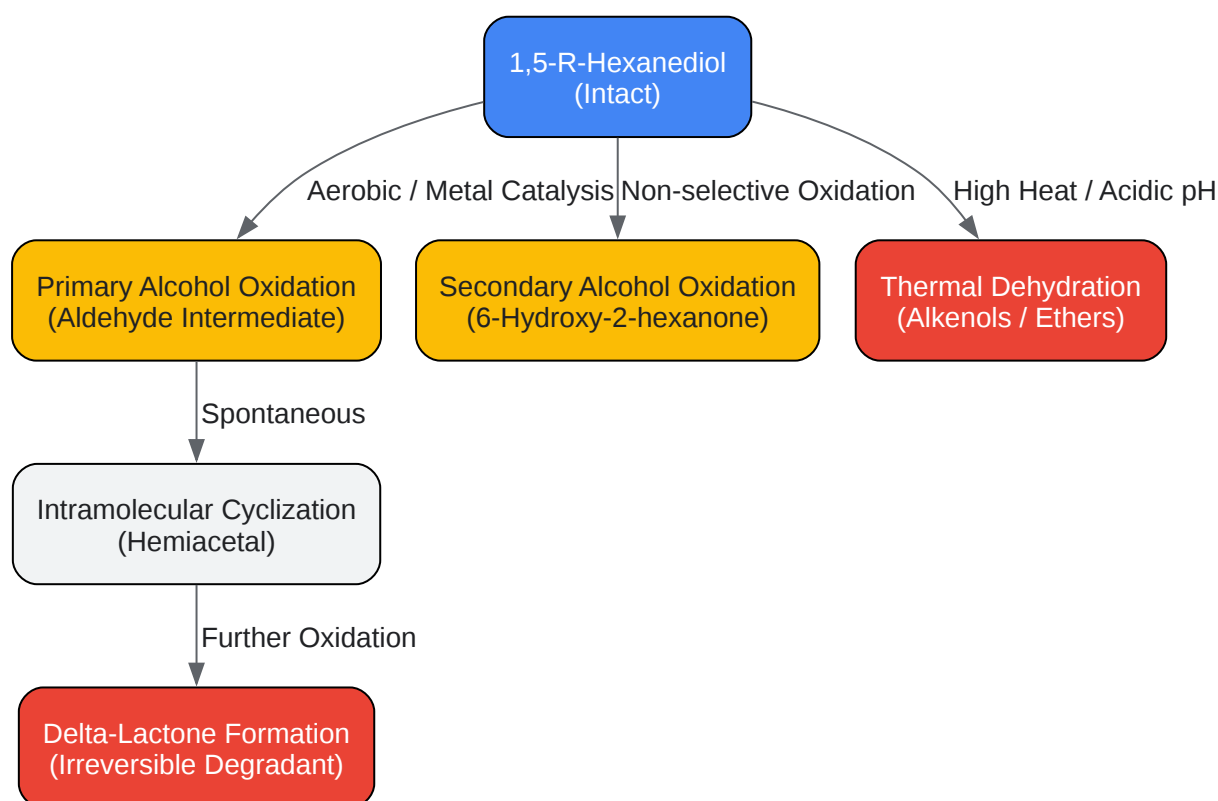 1,5-R-Hexanediol
(Intact)
Aerobic / Metal Catalysis
Non-selective Oxidation
High Heat / Acidic pH
Primary Alcohol Oxidation
(Aldehyde Intermediate)
Secondary Alcohol Oxidation
(6-Hydroxy-2-hexanone)
Thermal Dehydration
(Alkenols / Ethers)
Spontaneous
Intramolecular Cyclization
(Hemiacetal)
Further Oxidation
Delta-Lactone Formation
(Irreversible Degradant)